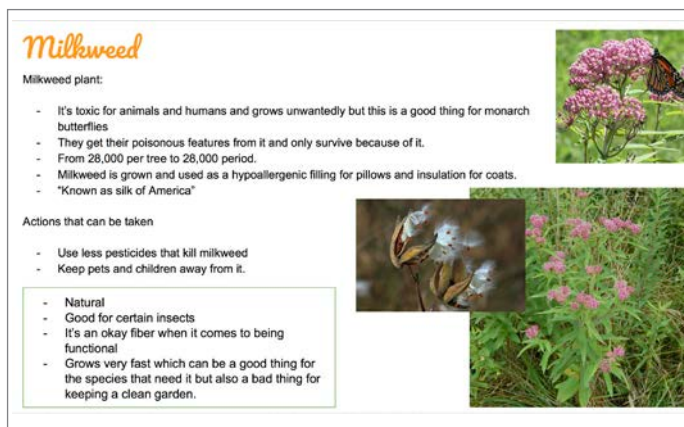 Milkweed
Milkweed plant:
- It's toxic for animals and humans and grows unwantedly but this is a good thing for monarch
butterflies
- They get their poisonous features from it and only survive because of it.
- From 28,000 per tree to 28,000 period.
- Milkweed is grown and used as a hypoallergenic filling for pillows and insulation for coats.
- “Known as silk of America”
Actions that can be taken
- Use less pesticides that kill milkweed
- Keep pets and children away from it.
- Natural
- Good for certain insects
- It's an okay fiber when it comes to being
functional
- Grows very fast which can be a good thing for
the species that need it but also a bad thing for
keeping a clean garden.